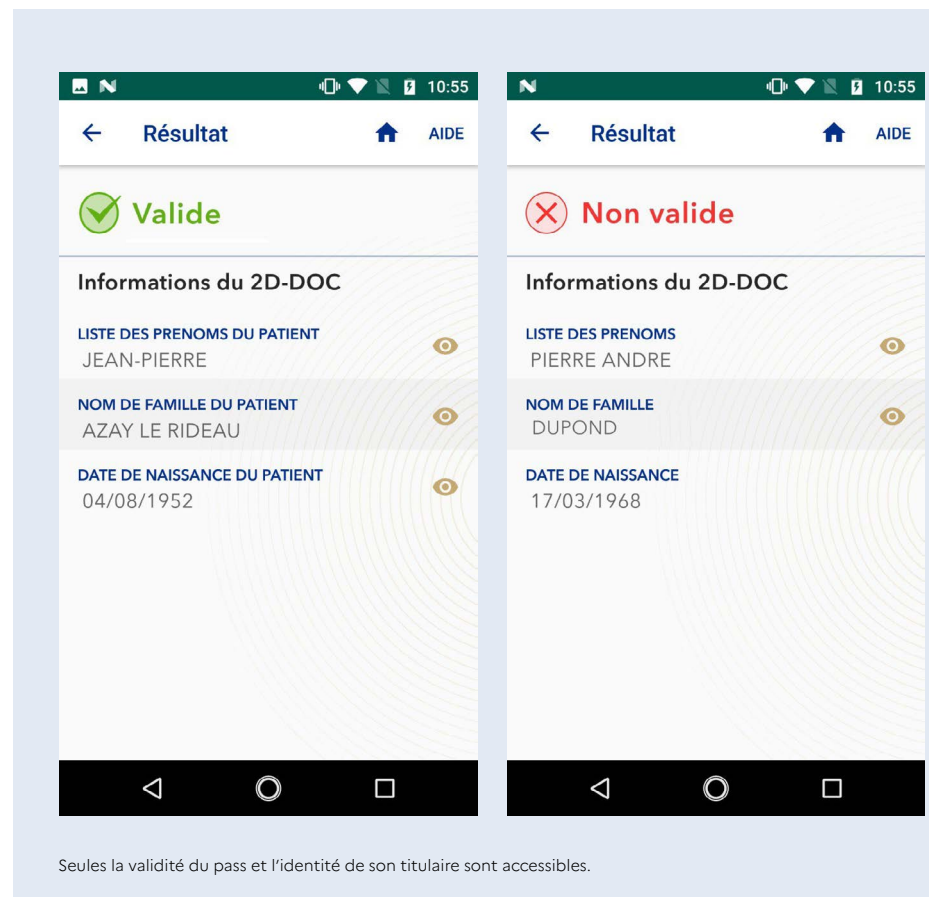 10:55
Résultat
AIDE
Valide
Informations du 2D-DOC
LISTE DES PRENOMS DU PATIENT
JEAN-PIERRE
NOM DE FAMILLE DU PATIENT
AZAY LE RIDEAU
DATE DE NAISSANCE DU PATIENT
04/08/1952
10:55
Résultat
AIDE
Non valide
Informations du 2D-DOC
LISTE DES PRENOMS
PIERRE ANDRE
NOM DE FAMILLE
DUPOND
DATE DE NAISSANCE
17/03/1968
Seules la validité du pass et l'identité de son titulaire sont accessibles.